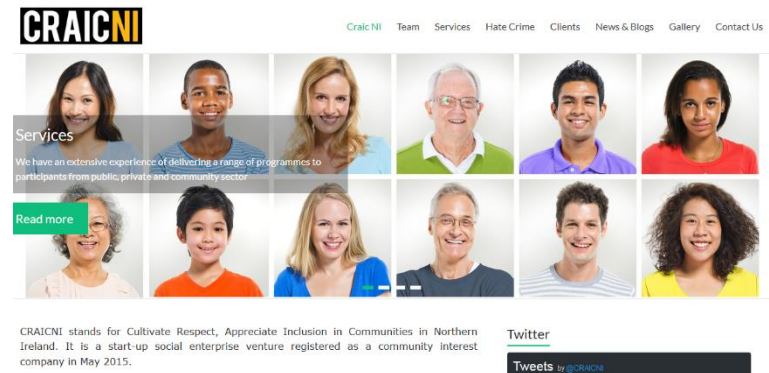 CRAICNI
Craic NI Team Services Hate Crime Clients News & Blogs Gallery Contact Us
Services
We have an extensive experience of delivering a range of programmes to
participants from public, private and community sector
Read more
CRAICNI stands for Cultivate Respect, Appreciate Inclusion in Communities in Northern
Ireland. It is a start-up social enterprise venture registered as a community interest
company in May 2015.
Twitter
Tweets by @CRAICNI